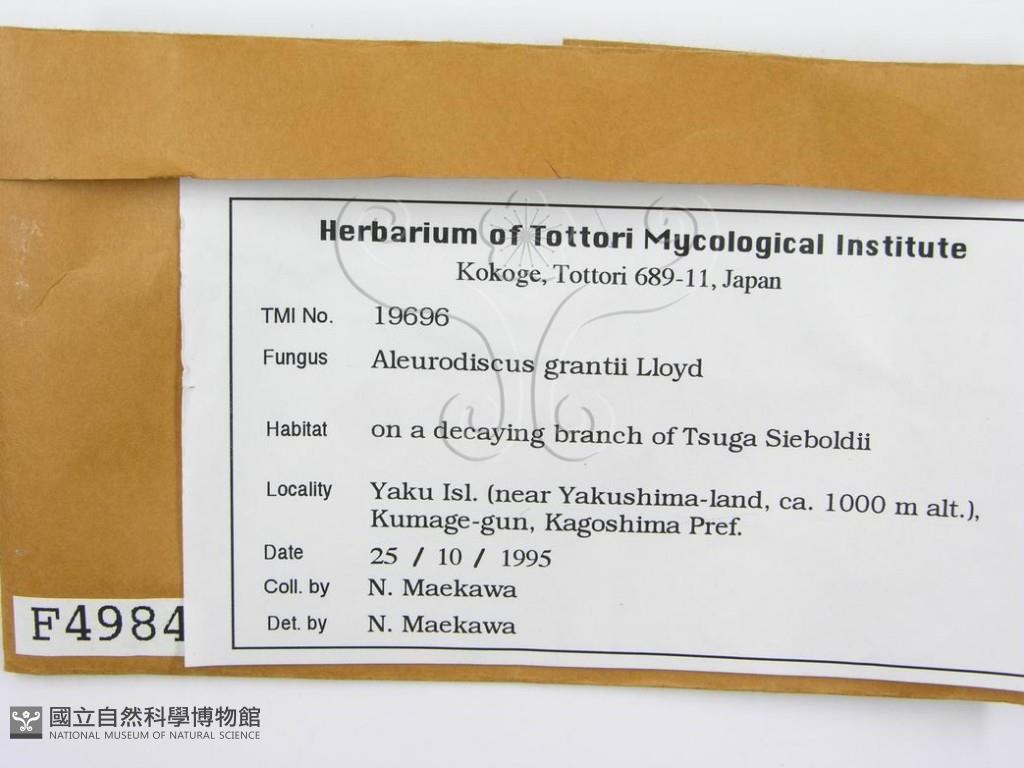 Herbarium of Tottori Mycological Institute
Kokoge, Tottori 689-11, Japan
TMI No. 19696
Fungus Aleurodiscus grantii Lloyd
Habitat on a decaying branch of Tsuga Sieboldii
Locality Yaku Isl. (near Yakushima-land, ca. 1000 m alt.),
Kumage-gun, Kagoshima Pref.
Date 25 / 10 / 1995
Coll. by N. Maekawa
Det. by N. Maekawa
F4984
國立自然科學博物館
NATIONAL MUSEUM OF NATURAL SCIENCE